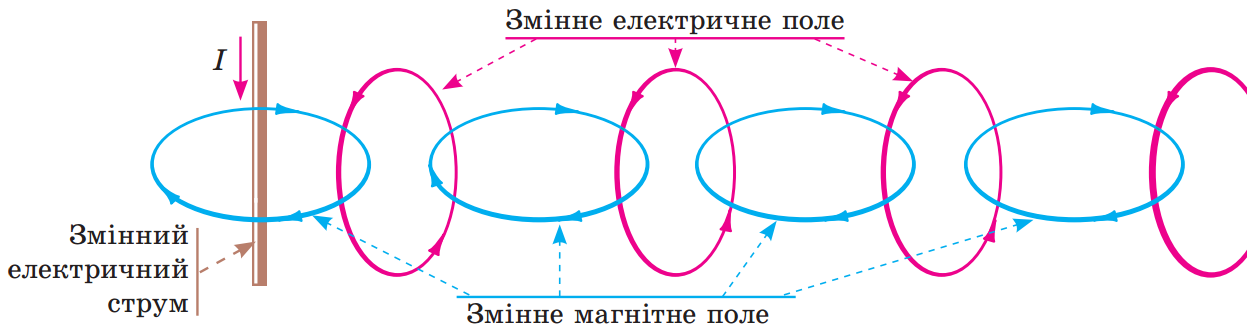 Змінне електричне поле
I
Змінний
електричний
струм
Змінне магнітне поле